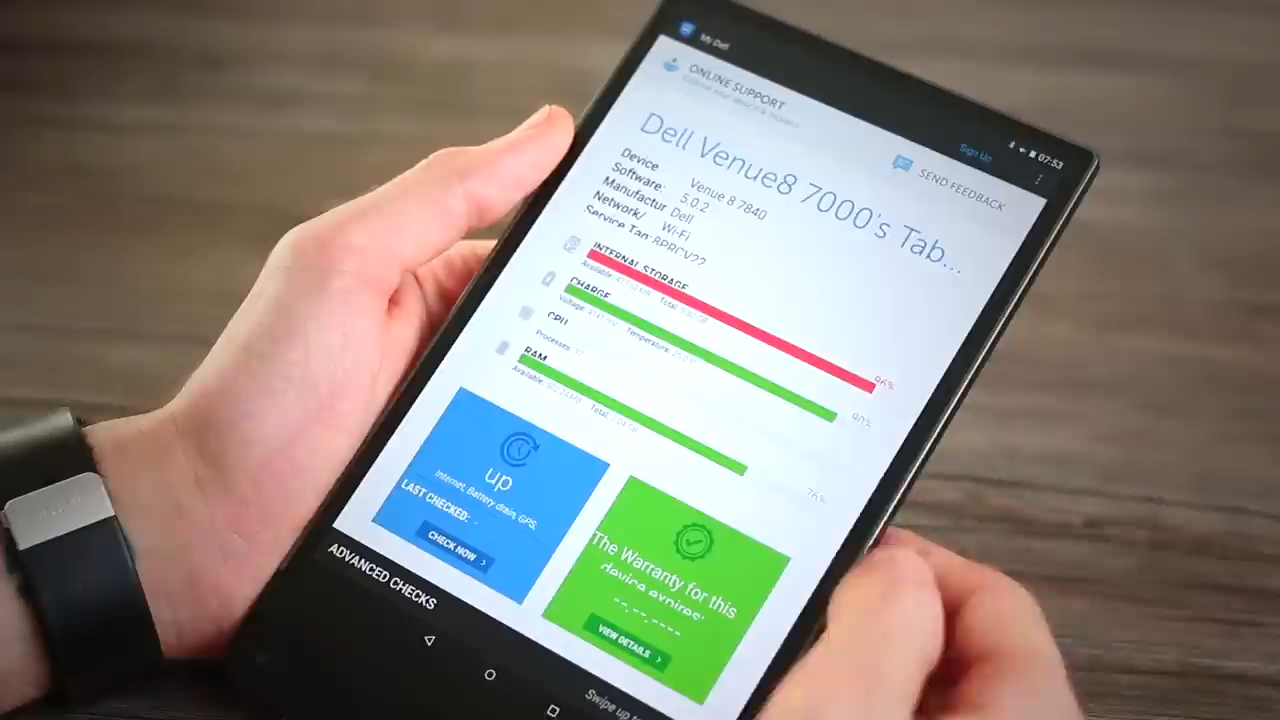 My Dell
07:53
ONLINE SUPPORT
Sign Up
SEND FEEDBACK
Dell Venue8 7000's Tab...
Device Venue 8 7840
Software: 5.0.2
Manufactur Dell
Network/ Wi-Fi
Service Tag:
INTERNAL STORAGE
Available: Total:
96%
CHARGE
Voltage: Temperature:
90%
CPU
Processes:
RAM
Available: Total:
76%
up
Internet, Battery drain, GPS,
LAST CHECKED: -
CHECK NOW >
The Warranty for this
device expires:
--.--.----
VIEW DETAILS >
ADVANCED CHECKS
Swipe up